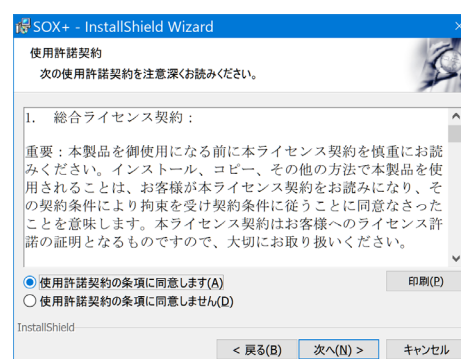 SOX+ - InstallShield Wizard
使用許諾契約
次の使用許諾契約を注意深くお読みください。
1. 総合ライセンス契約：
重要：本製品を御使用になる前に本ライセンス契約を慎重にお読
みください。インストール、コピー、その他の方法で本製品を使
用されることは、お客様が本ライセンス契約をお読みになり、そ
の契約条件により拘束を受け契約条件に従うことに同意なさった
ことを意味します。本ライセンス契約はお客様へのライセンス許
諾の証明となるものですので、大切にお取り扱いください。
使用許諾契約の条項に同意します(A)
印刷(P)
使用許諾契約の条項に同意しません(D)
InstallShield
< 戻る(B)
次へ(N) >
キャンセル